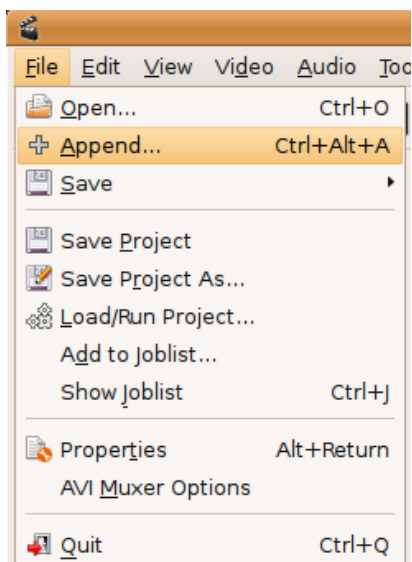 File Edit View Video Audio
Open... Ctrl+O
Append... Ctrl+Alt+A
Save
Save Project
Save Project As...
Load/Run Project...
Add to Joblist...
Show Joblist Ctrl+J
Properties Alt+Return
AVI Muxer Options
Quit Ctrl+Q